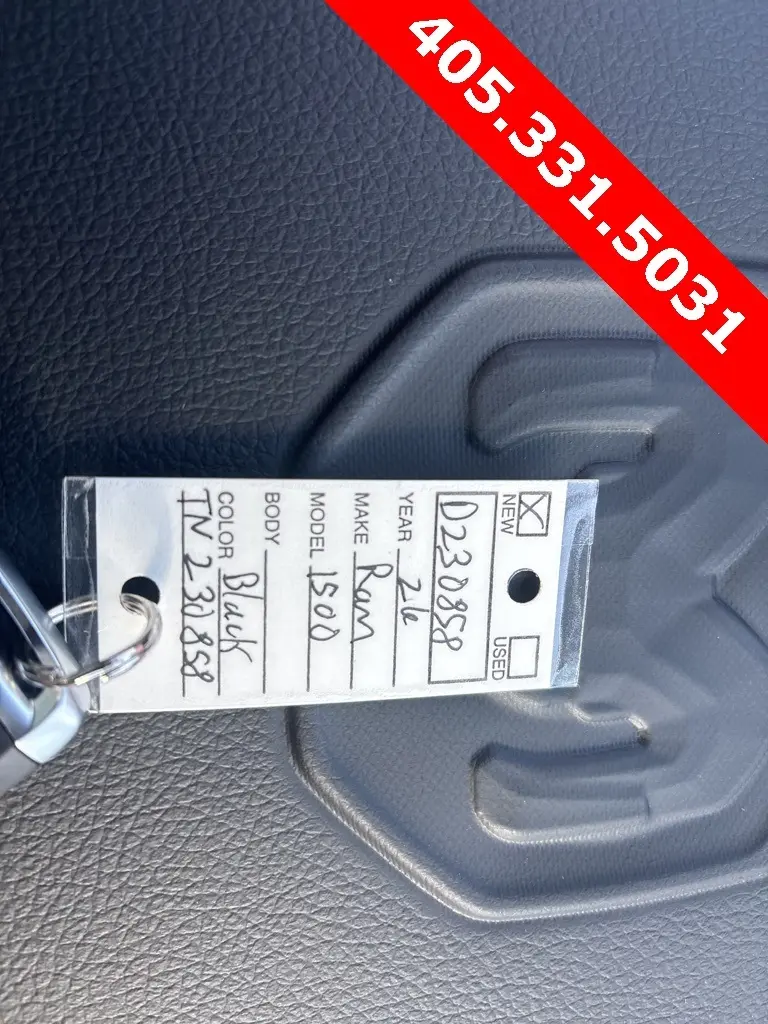 405.331.5031
NEW USED
D230858
YEAR 26
MAKE Ram
MODEL 1500
BODY
COLOR Black
TN 230858